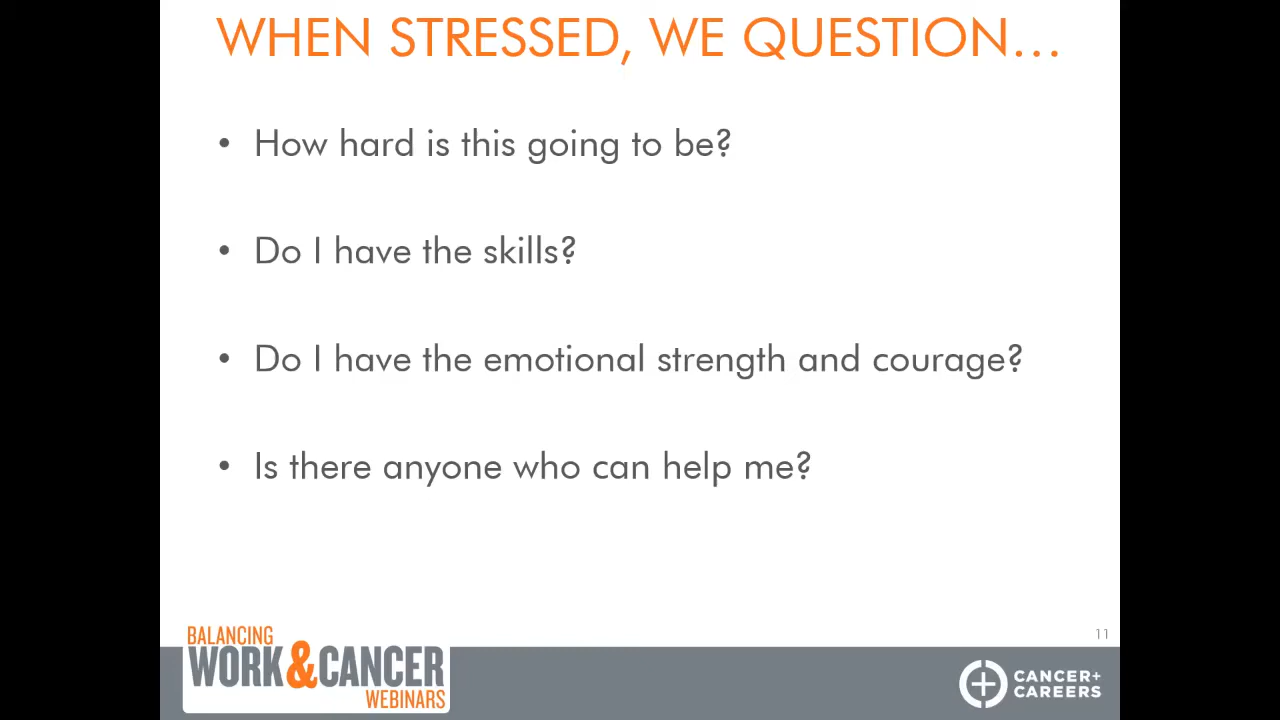 WHEN STRESSED, WE QUESTION...
• How hard is this going to be?
• Do I have the skills?
• Do I have the emotional strength and courage?
• Is there anyone who can help me?
11
BALANCING
WORK & CANCER
WEBINARS
CANCER+
CAREERS